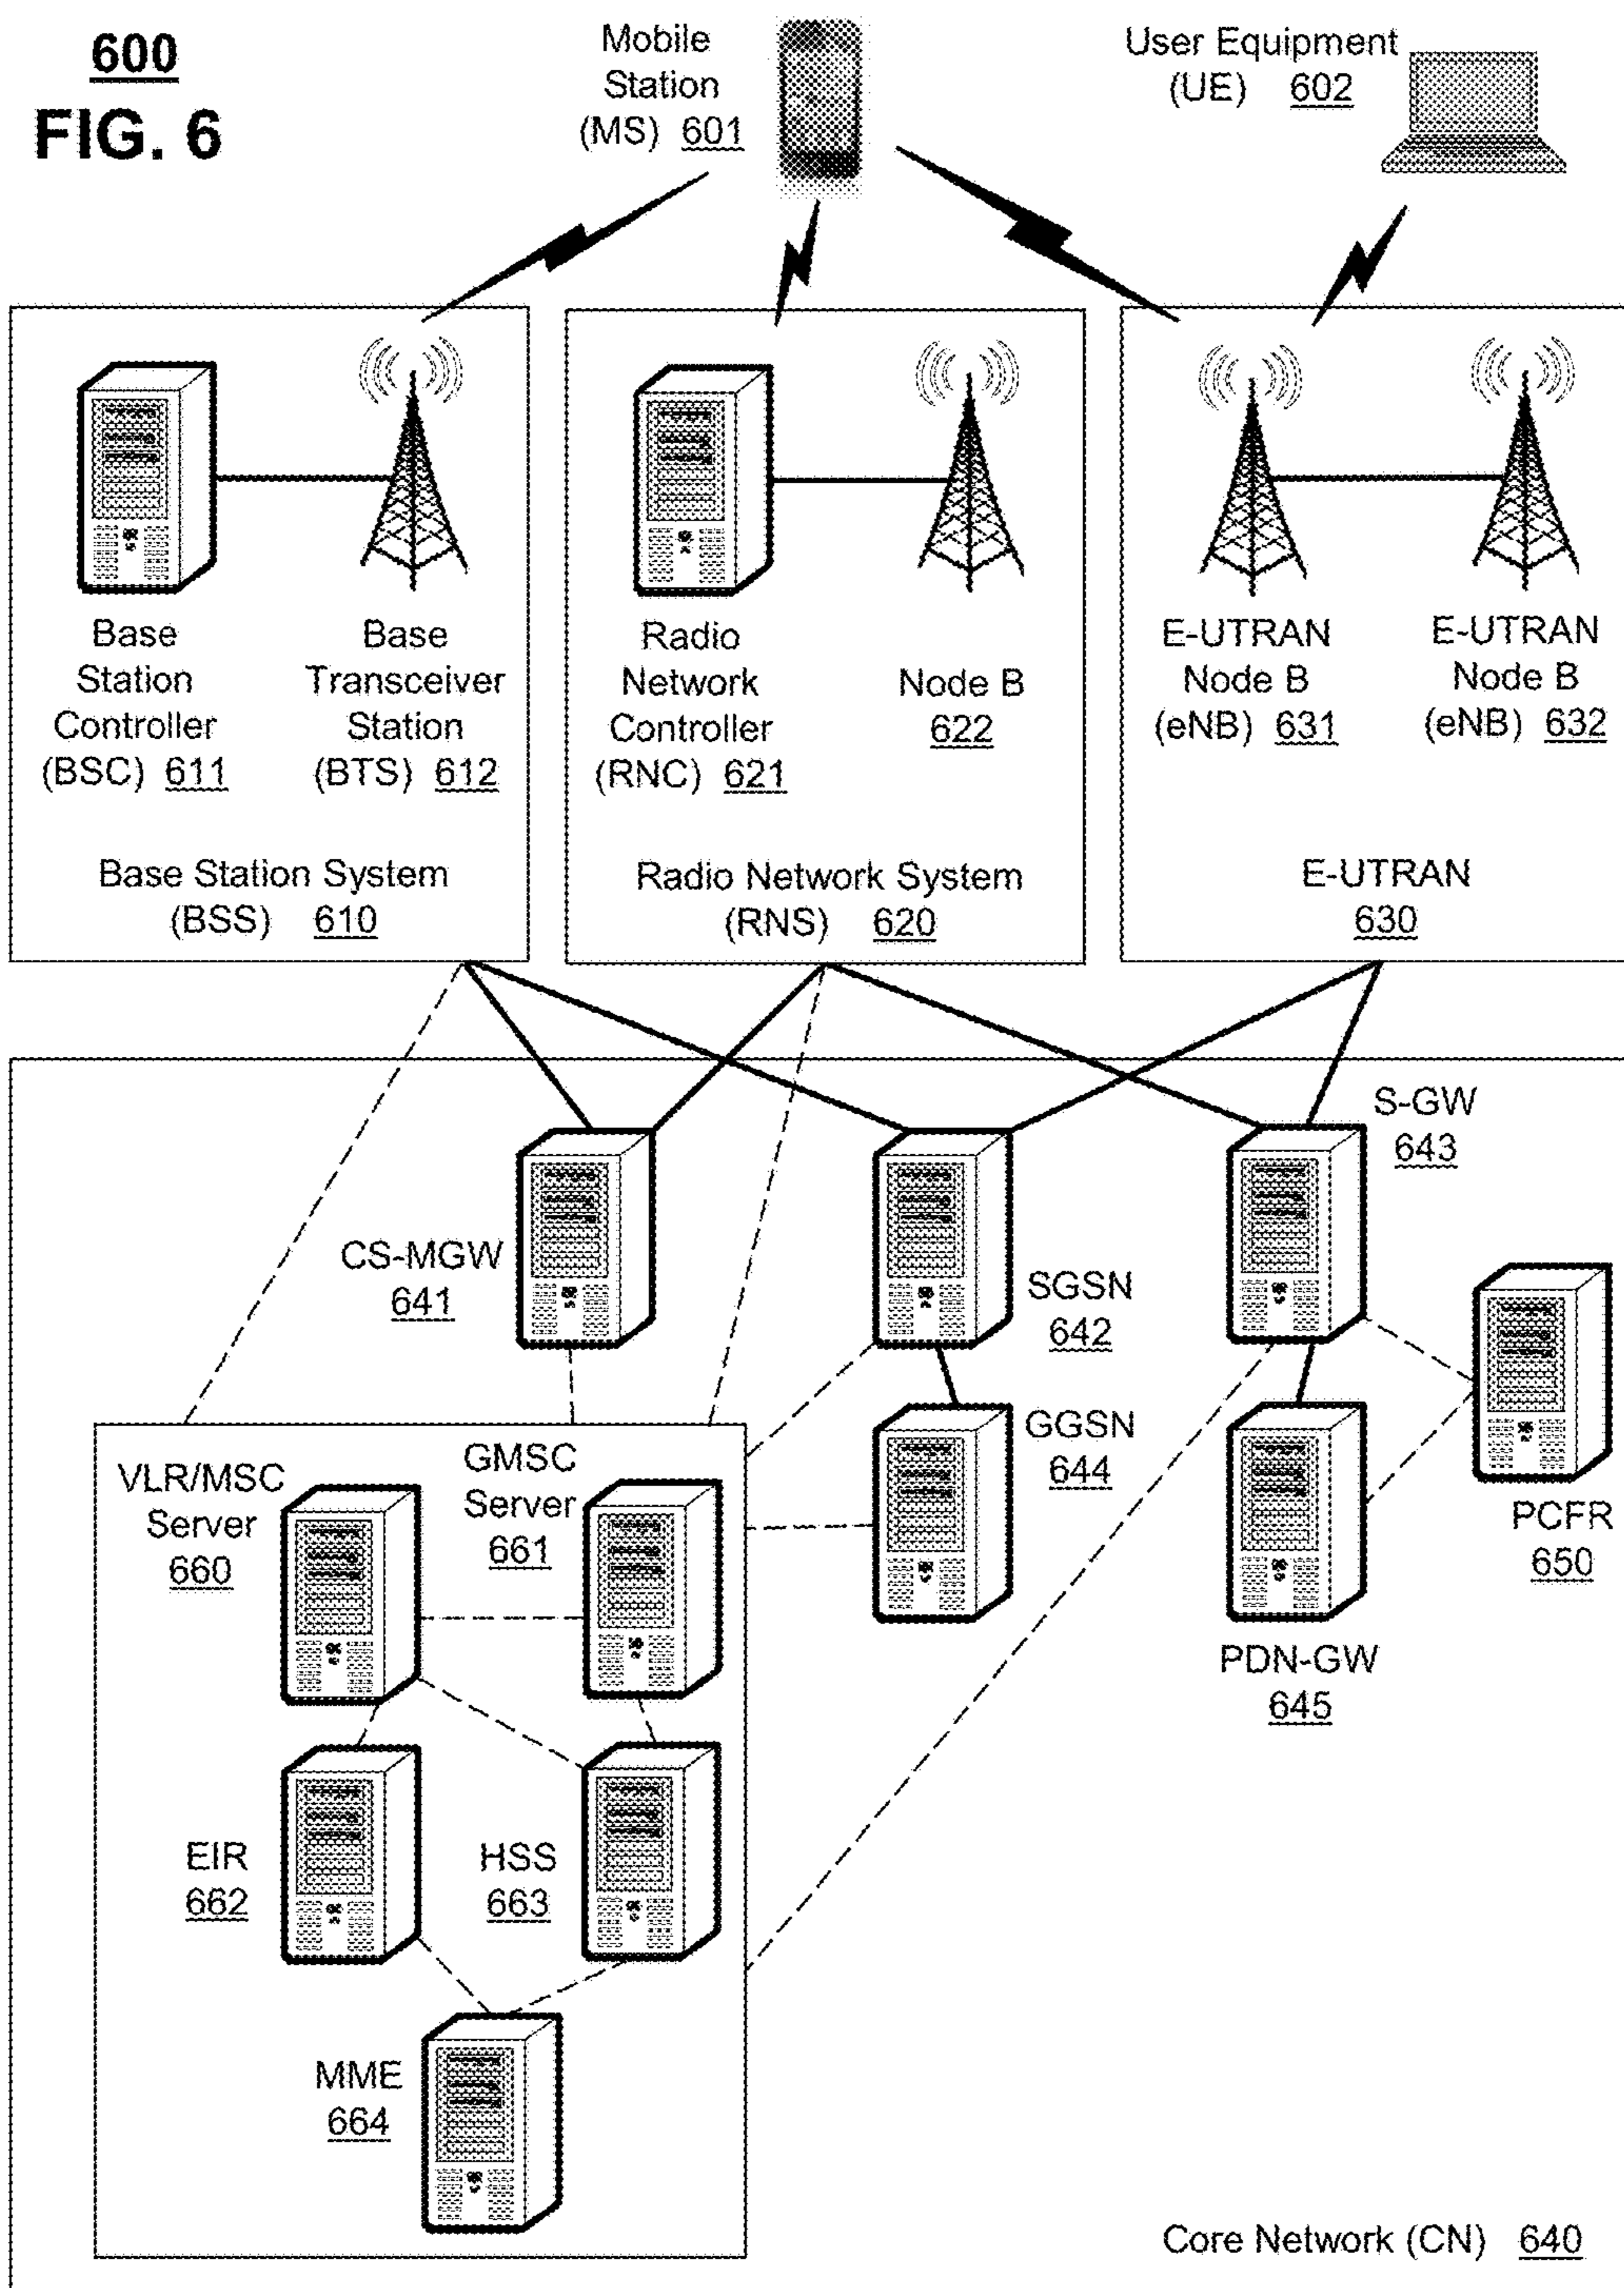 600
FIG. 6
Mobile
Station
(MS) 601
User Equipment
(UE) 602
Base
Station
Controller
(BSC) 611
Base
Transceiver
Station
(BTS) 612
Base Station System
(BSS) 610
Radio
Network
Controller
(RNC) 621
Node B
622
Radio Network System
(RNS) 620
E-UTRAN
Node B
(eNB) 631
E-UTRAN
Node B
(eNB) 632
E-UTRAN
630
CS-MGW
641
SGSN
642
S-GW
643
GGSN
644
PDN-GW
645
PCFR
650
VLR/MSC
Server
660
GMSC
Server
661
EIR
662
HSS
663
MME
664
Core Network (CN) 640